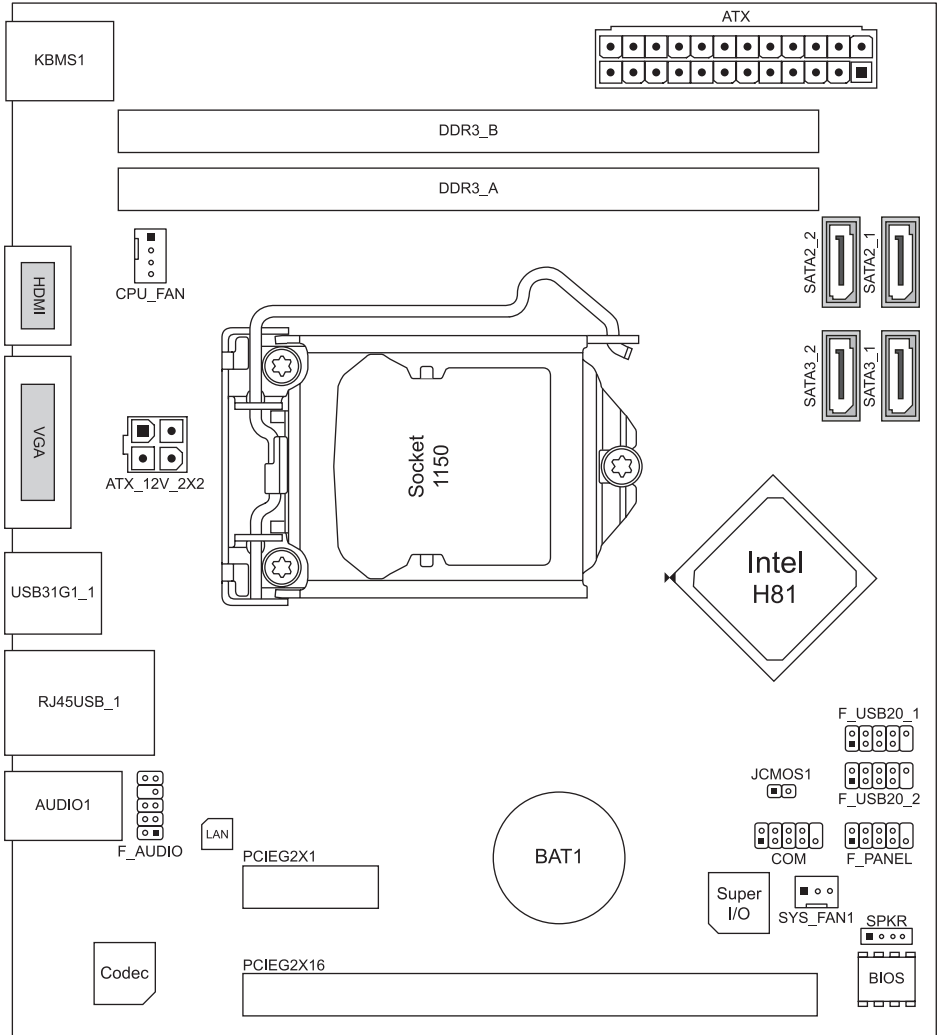 ATX
KBMS1
DDR3_B
DDR3_A
CPU_FAN
HDMI
SATA2_2
SATA2_1
SATA3_2
SATA3_1
VGA
ATX_12V_2X2
Socket
1150
Intel
H81
USB31G1_1
RJ45USB_1
F_USB20_1
JCMOS1
F_USB20_2
AUDIO1
F_AUDIO
LAN
PCIEG2X1
BAT1
COM
F_PANEL
Super
I/O
SYS_FAN1
SPKR
Codec
PCIEG2X16
BIOS